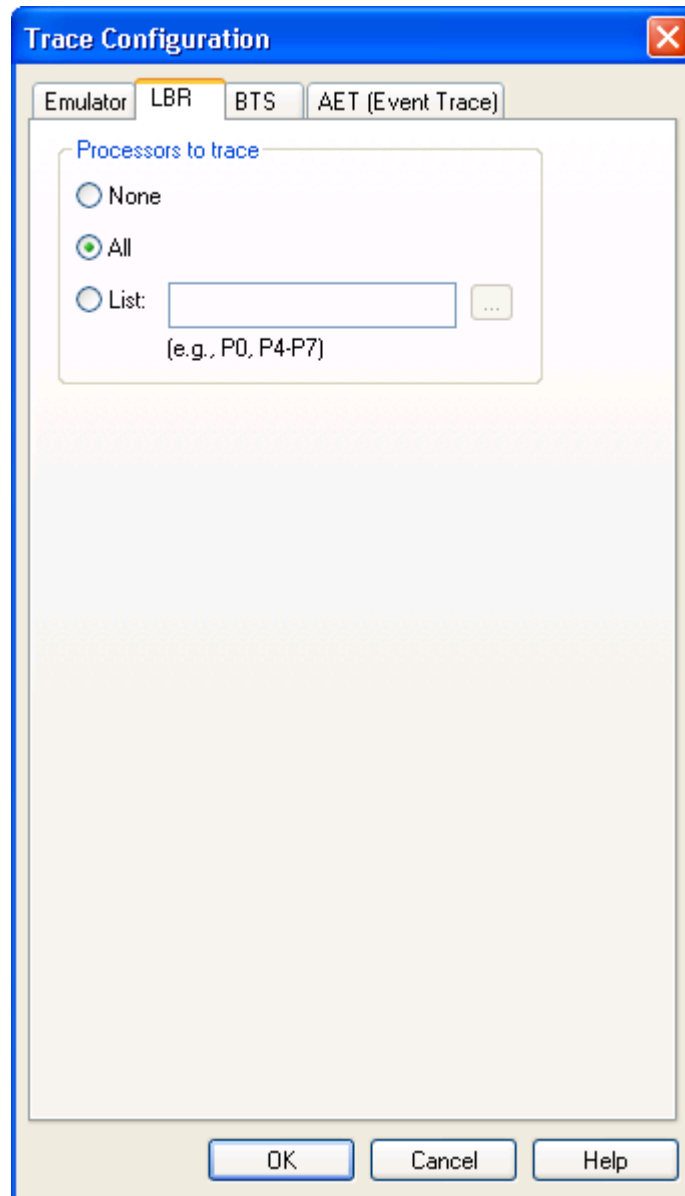 Trace Configuration
Emulator LBR BTS AET (Event Trace)
Processors to trace
None
All
List: ...
(e.g., P0, P4-P7)
OK Cancel Help